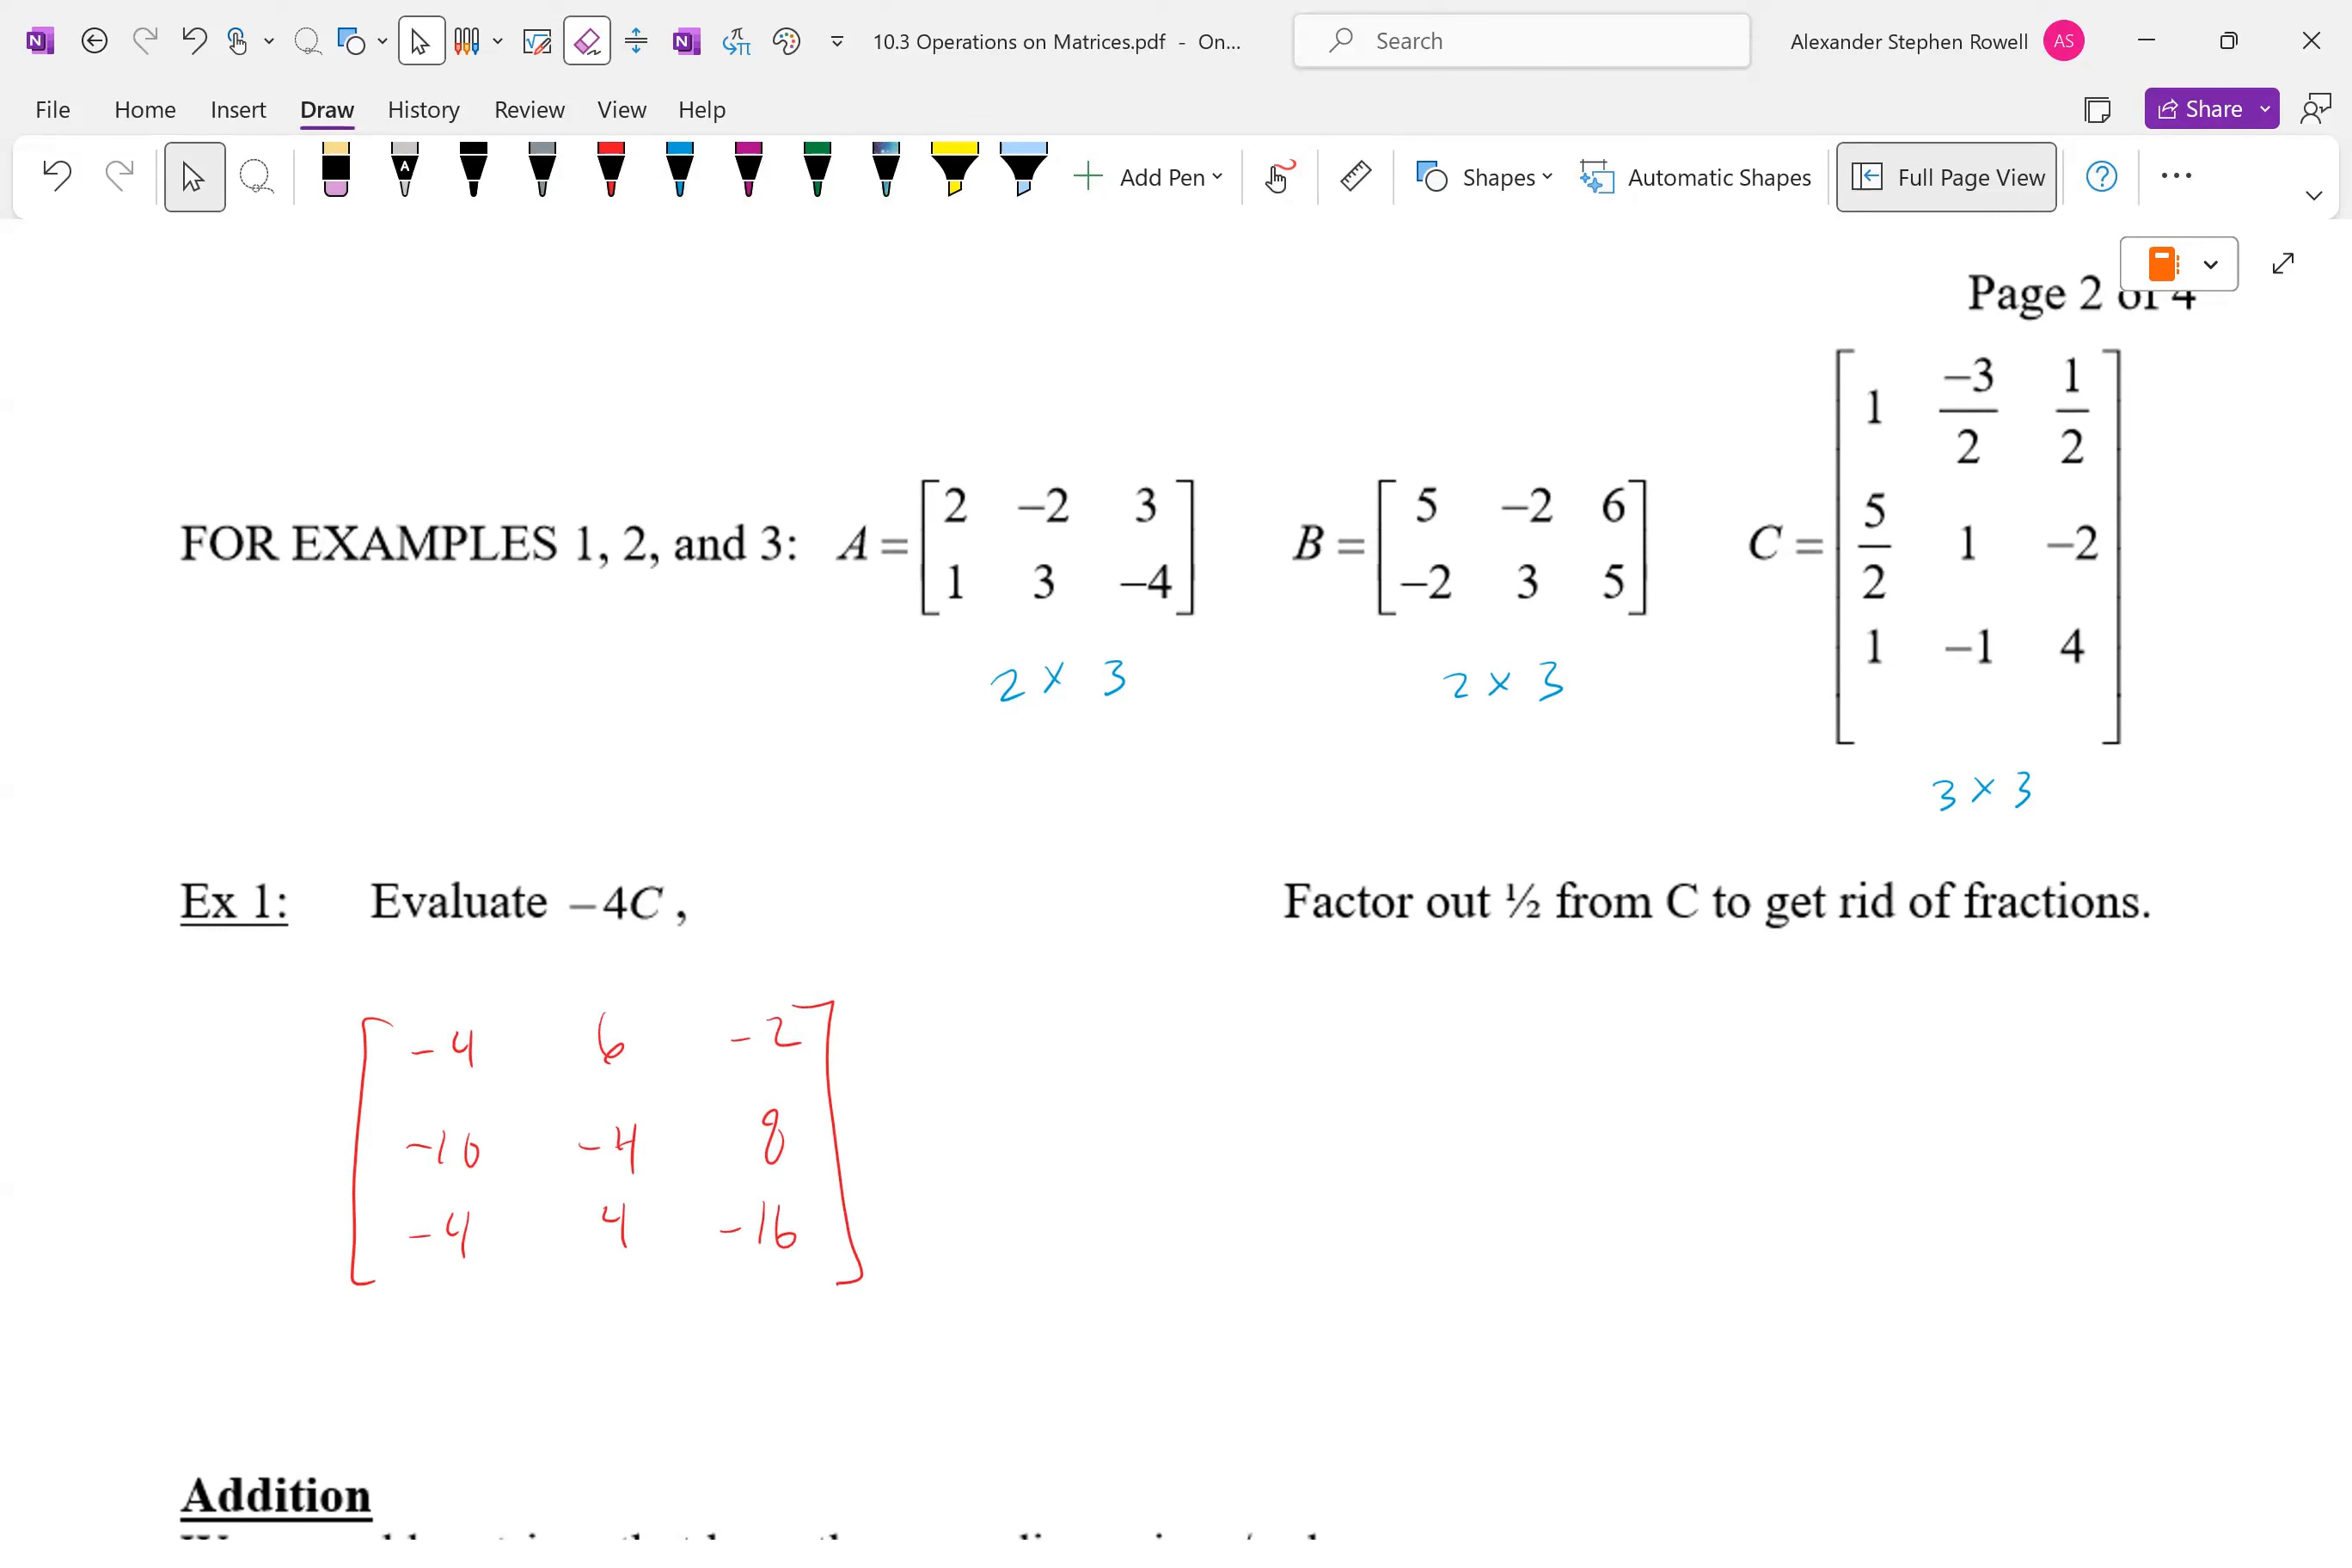 10.3 Operations on Matrices.pdf - On...
Search
Alexander Stephen Rowell AS
File Home Insert Draw History Review View Help
Share
A
Add Pen
Shapes
Automatic Shapes
Full Page View
Page 2 of 4
FOR EXAMPLES 1, 2, and 3: A = [2 −2 3
1 3 −4]
B = [5 −2 6
−2 3 5]
C = [1 −3/2 1/2
5/2 1 −2
1 −1 4]
2 × 3
2 × 3
3 × 3
Ex 1: Evaluate −4C ,
Factor out ½ from C to get rid of fractions.
[-4 6 -2
-10 -4 8
-4 4 -16]
Addition